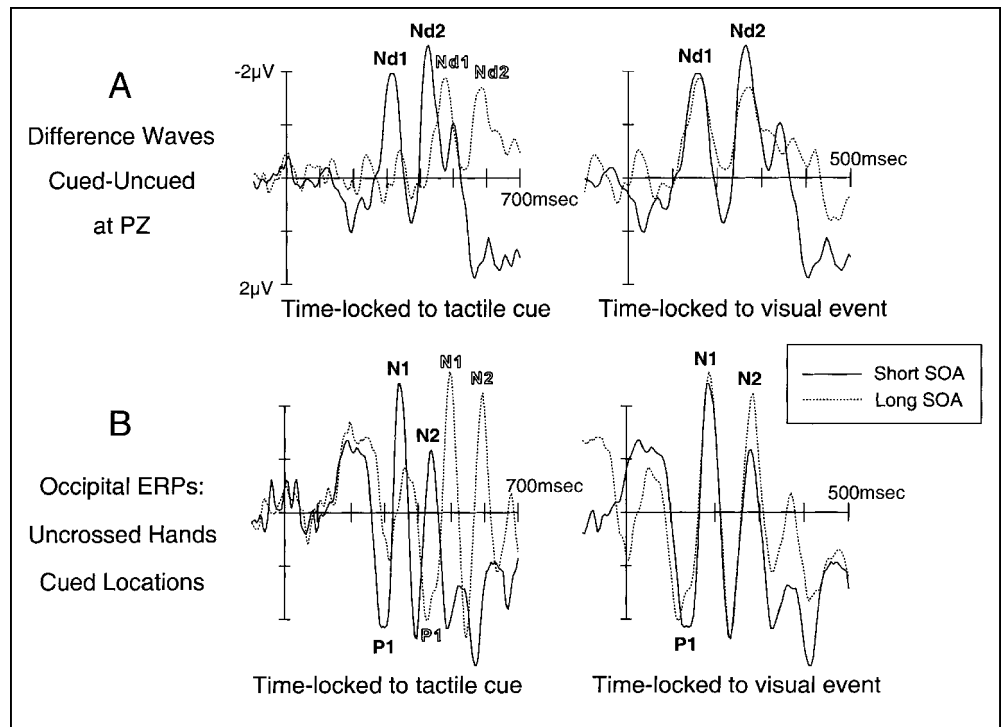 A
Difference Waves
Cued-Uncued
at PZ
-2µV
2µV
Nd1
Nd2
Nd1
Nd2
700msec
Time-locked to tactile cue
Nd1
Nd2
500msec
Time-locked to visual event
Short SOA
Long SOA
B
Occipital ERPs:
Uncrossed Hands
Cued Locations
N1
N2
N1
N2
P1
P1
700msec
Time-locked to tactile cue
N1
N2
P1
500msec
Time-locked to visual event